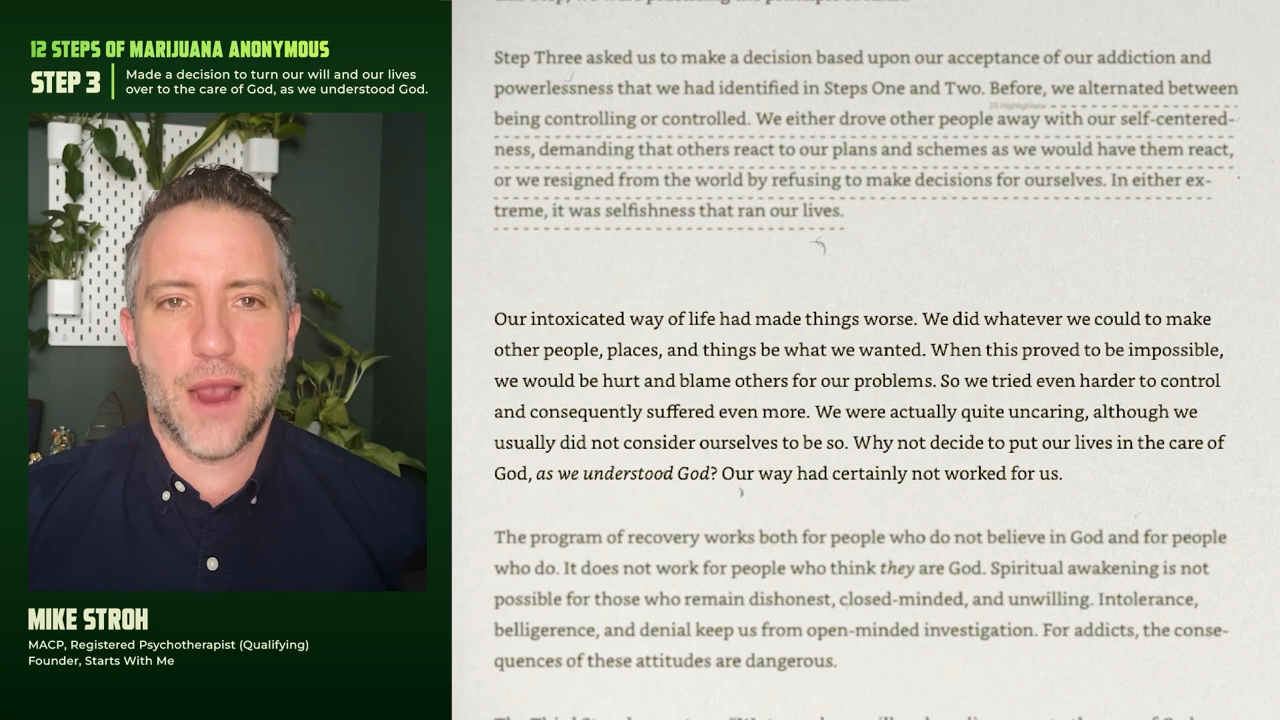 12 STEPS OF MARIJUANA ANONYMOUS
STEP 3
Made a decision to turn our will and our lives
over to the care of God, as we understood God.
MIKE STROH
MACP, Registered Psychotherapist (Qualifying)
Founder, Starts With Me
Step Three asked us to make a decision based upon our acceptance of our addiction and
powerlessness that we had identified in Steps One and Two. Before, we alternated between
being controlling or controlled. We either drove other people away with our self-centered-
ness, demanding that others react to our plans and schemes as we would have them react,
or we resigned from the world by refusing to make decisions for ourselves. In either ex-
treme, it was selfishness that ran our lives.
Our intoxicated way of life had made things worse. We did whatever we could to make
other people, places, and things be what we wanted. When this proved to be impossible,
we would be hurt and blame others for our problems. So we tried even harder to control
and consequently suffered even more. We were actually quite uncaring, although we
usually did not consider ourselves to be so. Why not decide to put our lives in the care of
God, as we understood God? Our way had certainly not worked for us.
The program of recovery works both for people who do not believe in God and for people
who do. It does not work for people who think they are God. Spiritual awakening is not
possible for those who remain dishonest, closed-minded, and unwilling. Intolerance,
belligerence, and denial keep us from open-minded investigation. For addicts, the conse-
quences of these attitudes are dangerous.